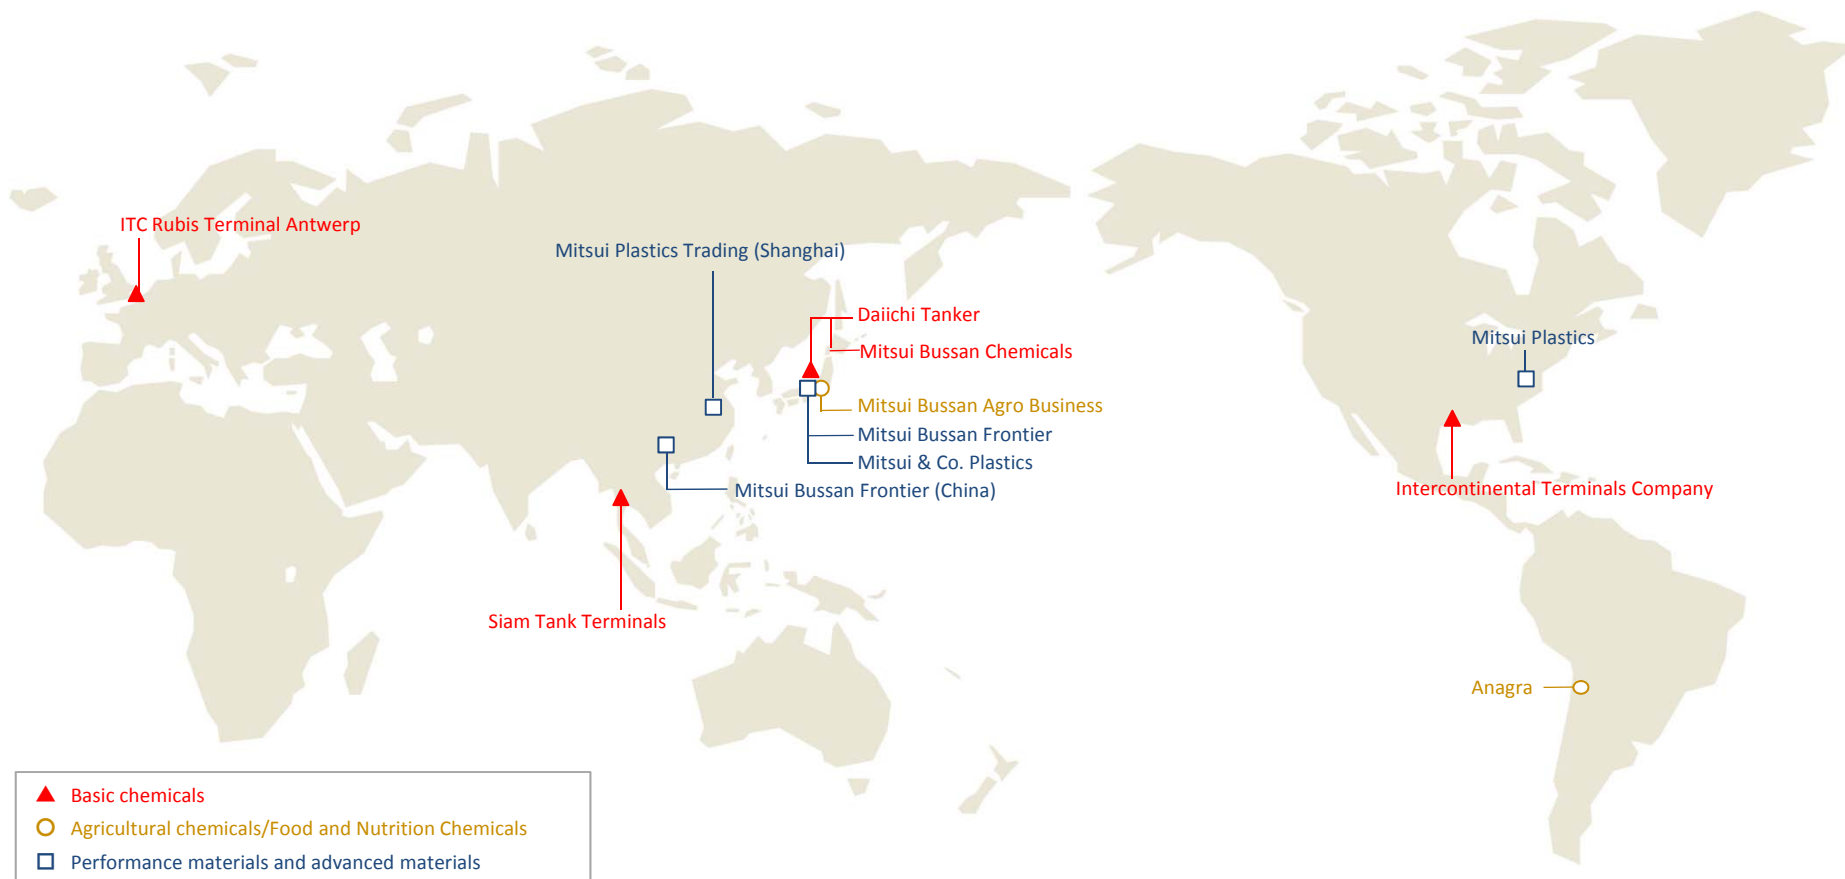 ITC Rubis Terminal Antwerp
Mitsui Plastics Trading (Shanghai)
Daiichi Tanker
Mitsui Bussan Chemicals
Mitsui Plastics
Mitsui Bussan Agro Business
Mitsui Bussan Frontier
Mitsui & Co. Plastics
Mitsui Bussan Frontier (China)
Intercontinental Terminals Company
Siam Tank Terminals
Anagra
Basic chemicals
Agricultural chemicals/Food and Nutrition Chemicals
Performance materials and advanced materials